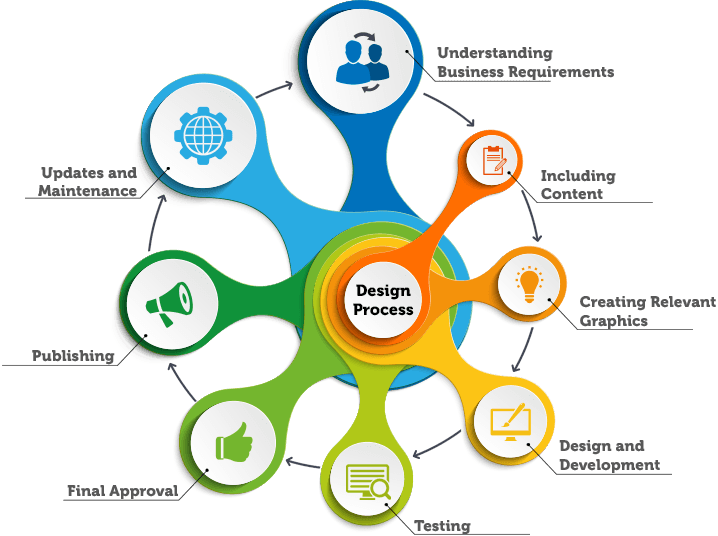 Understanding
Business Requirements
Including
Content
Creating Relevant
Graphics
Design and
Development
Testing
Final Approval
Publishing
Updates and
Maintenance
Design
Process